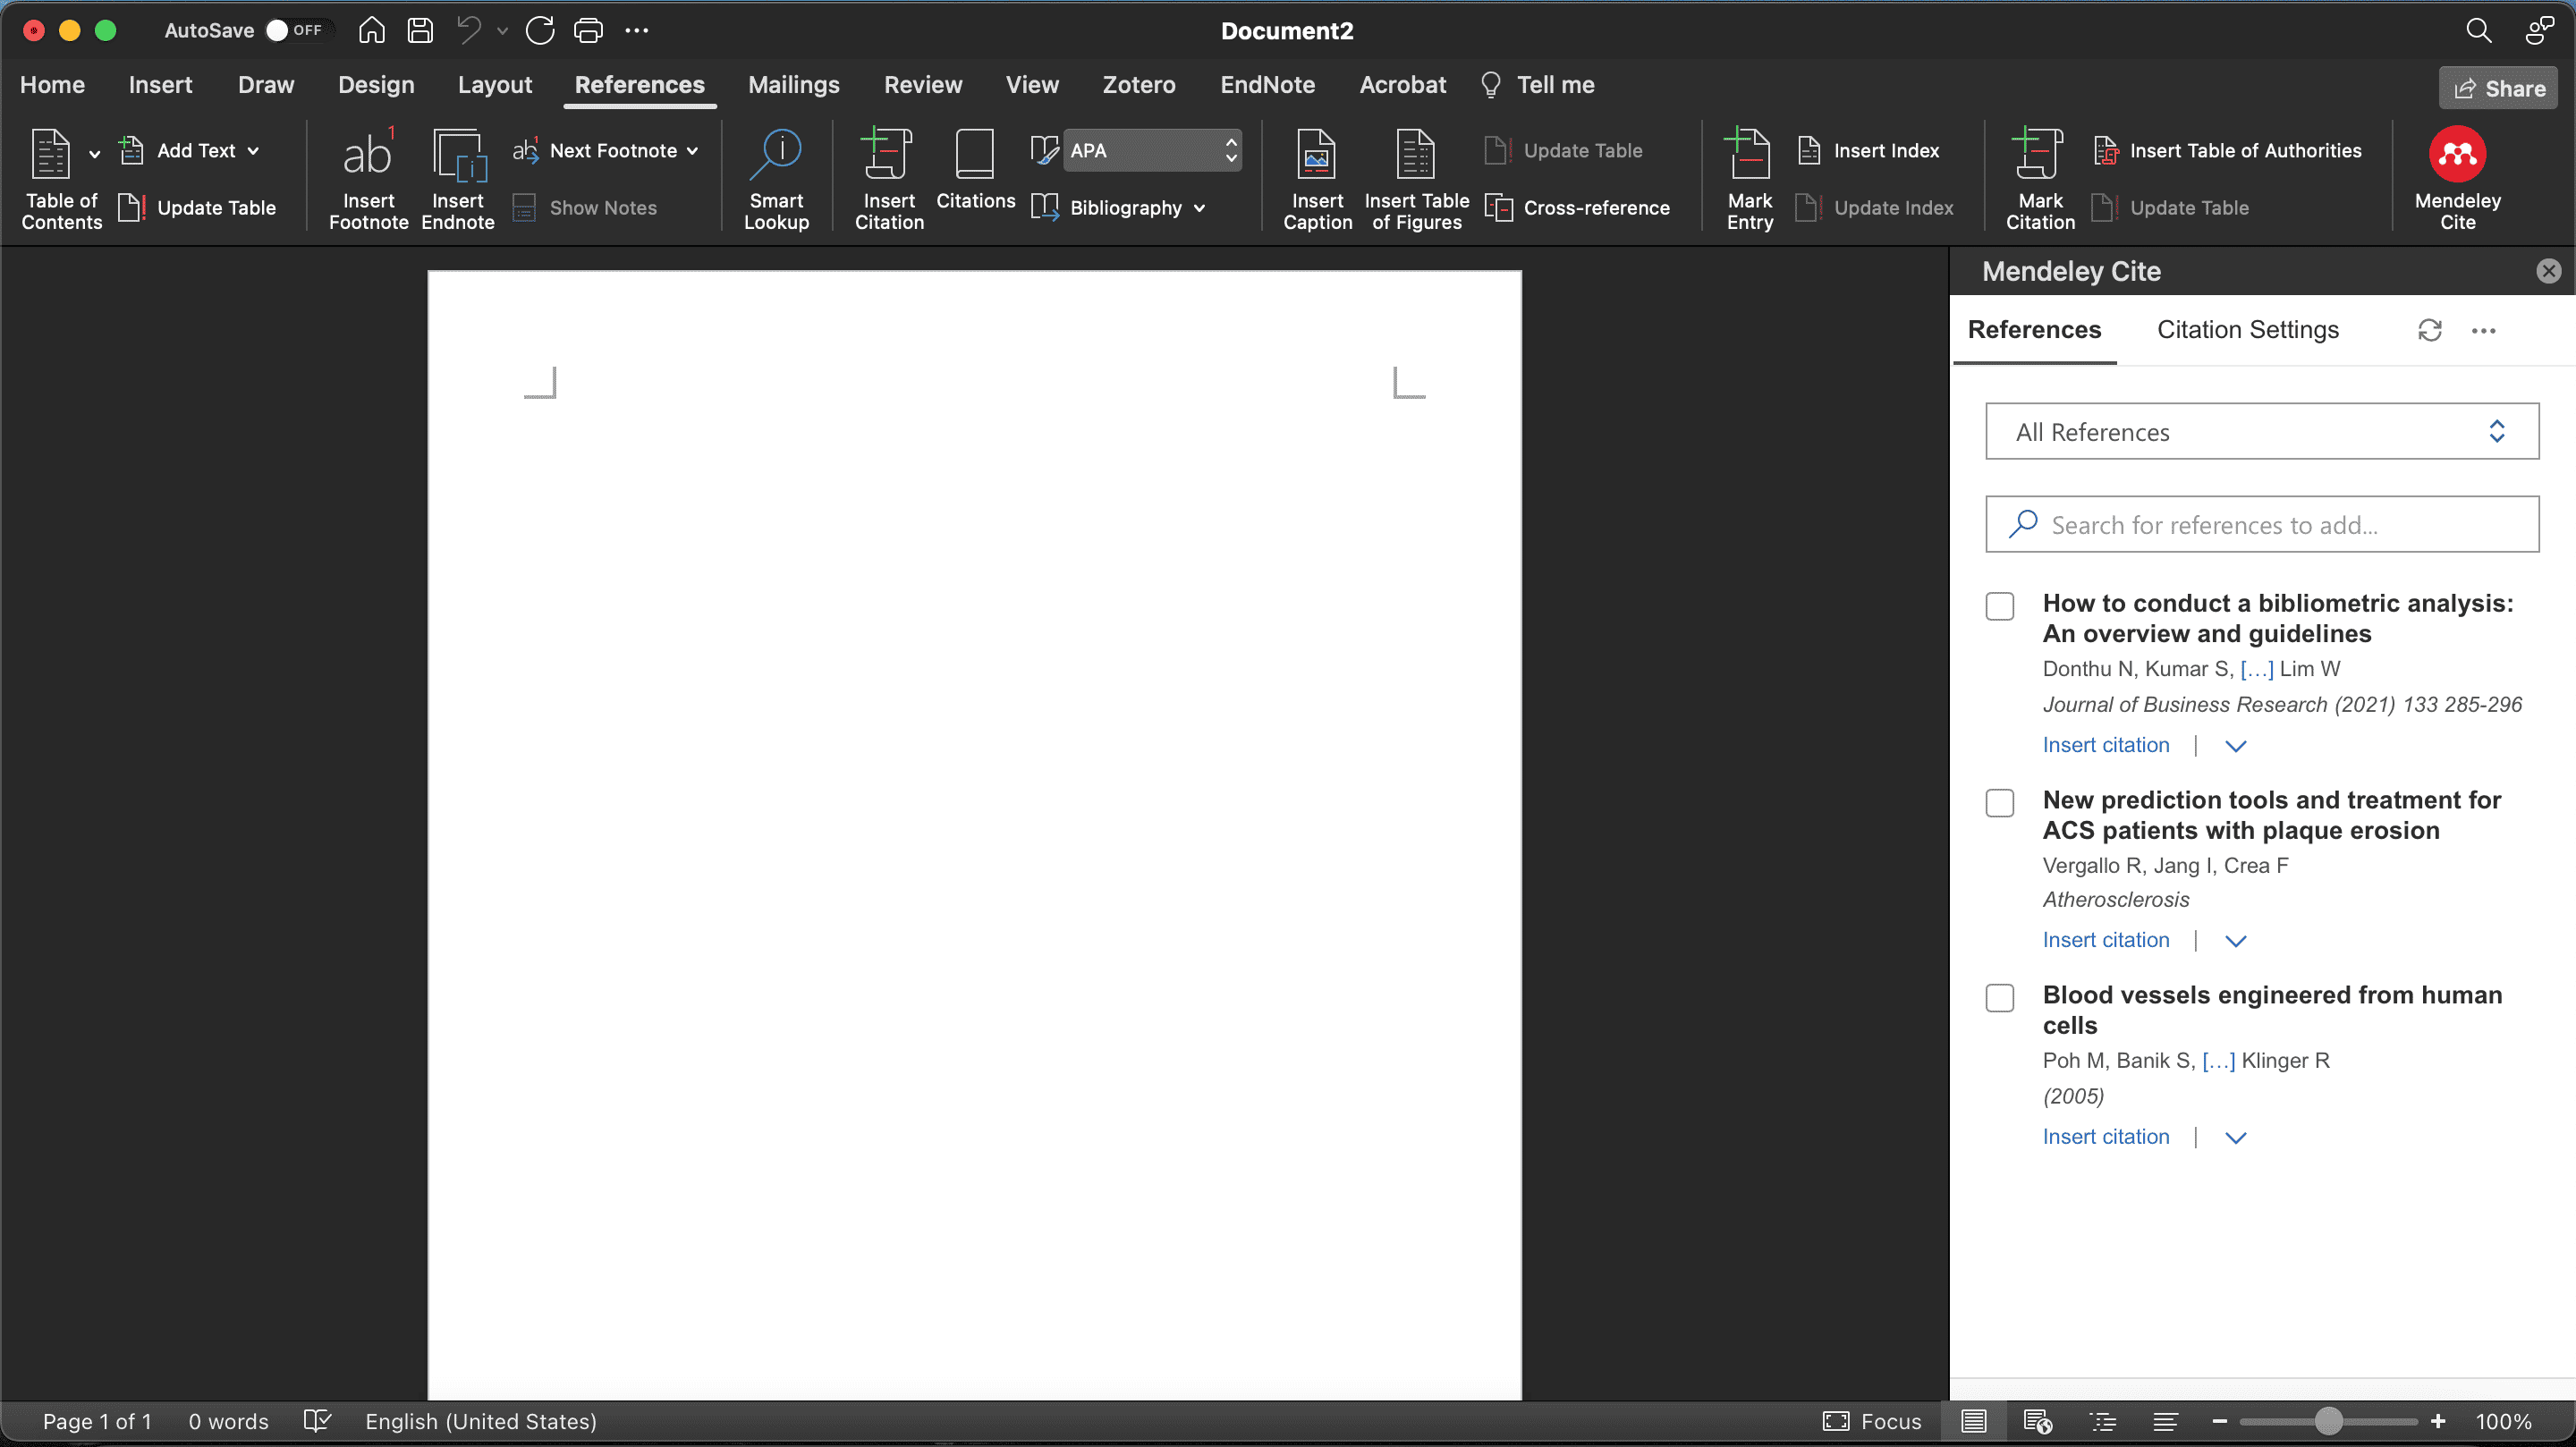 AutoSave OFF Document2
Home Insert Draw Design Layout References Mailings Review View Zotero EndNote Acrobat Tell me Share
Table of Contents
Add Text
Update Table
ab1
Insert Footnote
Insert Endnote
ab1 Next Footnote
Show Notes
Smart Lookup
Insert Citation
Citations
APA
Bibliography
Insert Caption
Insert Table of Figures
Update Table
Cross-reference
Mark Entry
Insert Index
Update Index
Mark Citation
Insert Table of Authorities
Update Table
Mendeley Cite
Mendeley Cite
References Citation Settings
All References
Search for references to add...
How to conduct a bibliometric analysis:
An overview and guidelines
Donthu N, Kumar S, [...] Lim W
Journal of Business Research (2021) 133 285-296
Insert citation
New prediction tools and treatment for
ACS patients with plaque erosion
Vergallo R, Jang I, Crea F
Atherosclerosis
Insert citation
Blood vessels engineered from human
cells
Poh M, Banik S, [...] Klinger R
(2005)
Insert citation
Page 1 of 1 0 words English (United States) Focus 100%